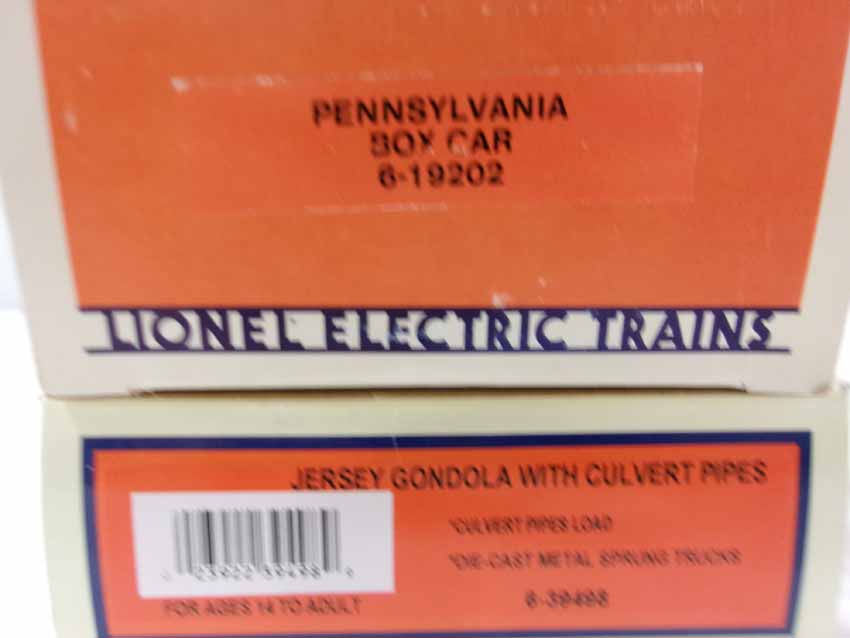 PENNSYLVANIA
BOX CAR
6-19202
LIONEL ELECTRIC TRAINS
JERSEY GONDOLA WITH CULVERT PIPES
*CULVERT PIPES LOAD
*DIE-CAST METAL SPRUNG TRUCKS
FOR AGES 14 TO ADULT
6-39498